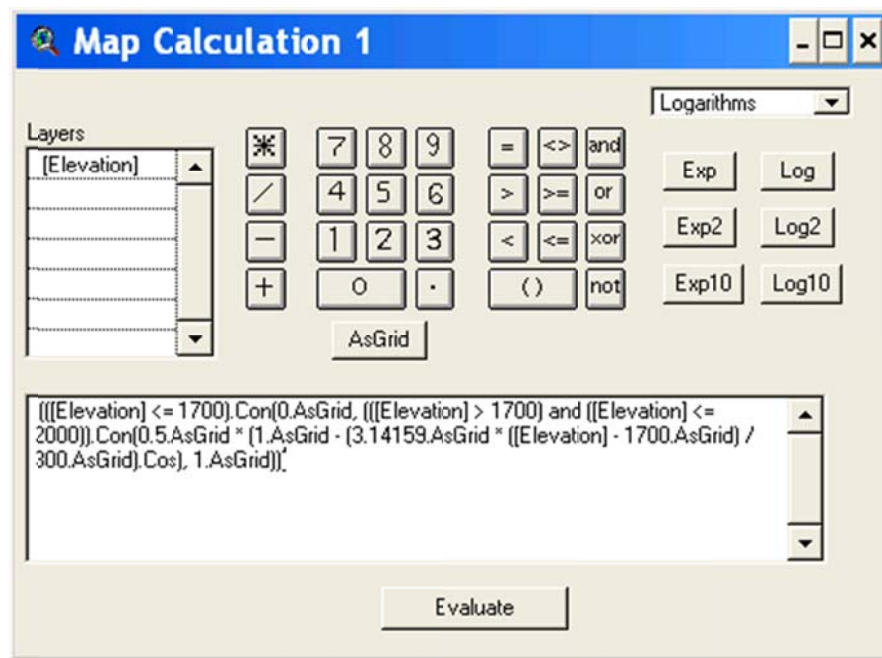 Map Calculation 1
Logarithms
Layers
[Elevation]
* 7 8 9 = <> and
/ 4 5 6 > >= or
- 1 2 3 < <= xor
+ 0 . ( ) not
AsGrid
Exp Log
Exp2 Log2
Exp10 Log10
(([Elevation] <= 1700).Con(0.AsGrid, (([Elevation] > 1700) and ([Elevation] <=
2000)).Con(0.5.AsGrid * (1.AsGrid - (3.14159.AsGrid * ([Elevation] - 1700.AsGrid) /
300.AsGrid).Cos), 1.AsGrid))
Evaluate